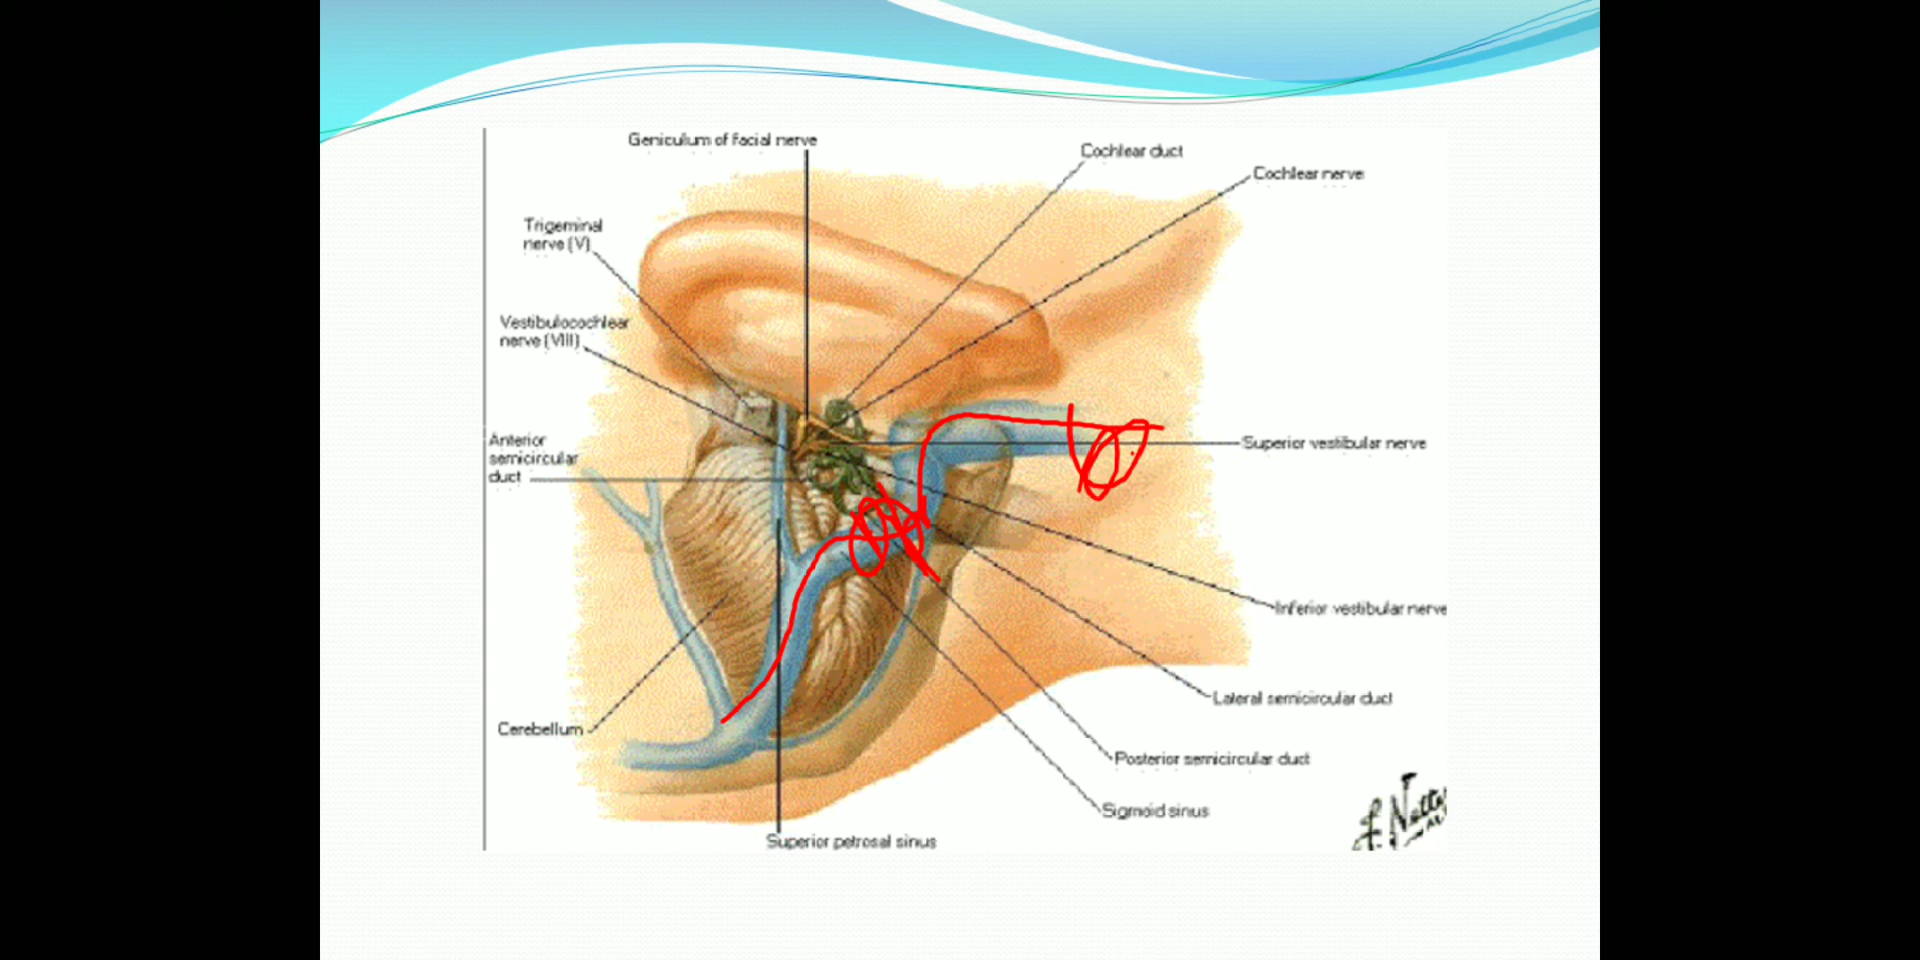 Geniculum of facial nerve
Cochlear duct
Cochlear nerve
Trigeminal
nerve (V)
Vestibulocochlear
nerve (VIII)
Anterior
semicircular
duct
Superior vestibular nerve
Inferior vestibular nerve
Lateral semicircular duct
Cerebellum
Posterior semicircular duct
Sigmoid sinus
Superior petrosal sinus